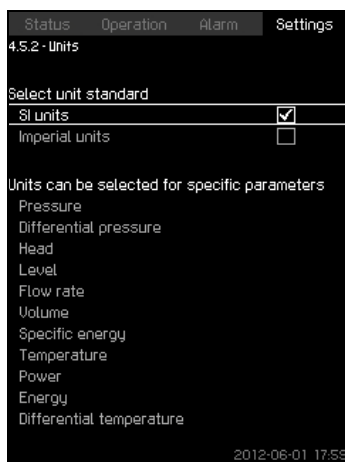 Status Operation Alarm Settings
4.5.2 - Units
Select unit standard
SI units
Imperial units
Units can be selected for specific parameters
Pressure
Differential pressure
Head
Level
Flow rate
Volume
Specific energy
Temperature
Power
Energy
Differential temperature
2012-06-01 17:59